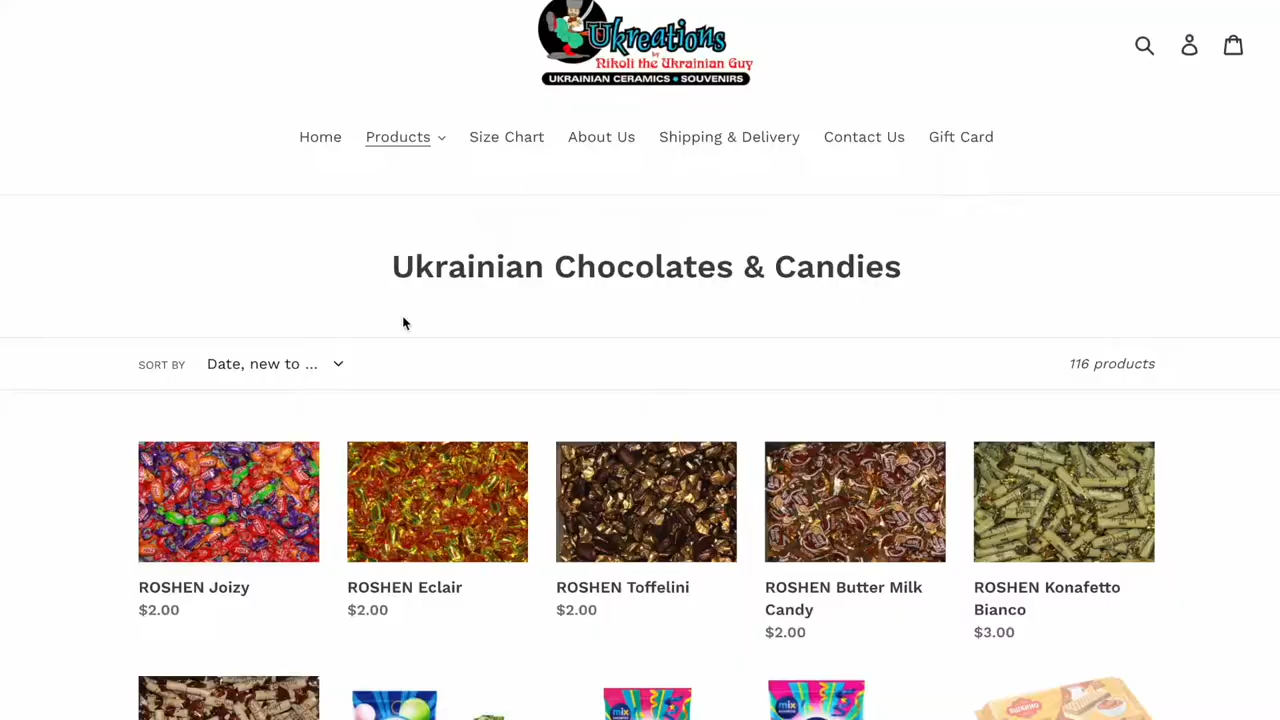 Ukreations
by
Nikoli the Ukrainian Guy
UKRAINIAN CERAMICS • SOUVENIRS
Home Products Size Chart About Us Shipping & Delivery Contact Us Gift Card
Ukrainian Chocolates & Candies
SORT BY Date, new to ... 116 products
ROSHEN Joizy
$2.00
ROSHEN Eclair
$2.00
ROSHEN Toffelini
$2.00
ROSHEN Butter Milk
Candy
$2.00
ROSHEN Konafetto
Bianco
$3.00
mix
mix